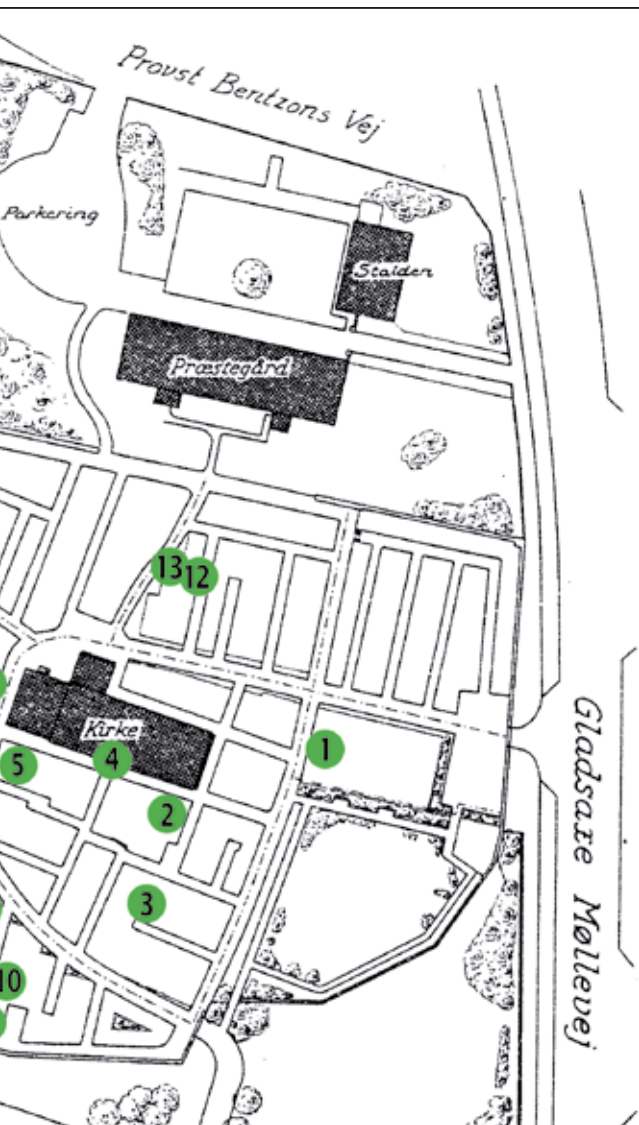 Provst Bentzons Vej
Parkering
Stalden
Præstegård
13
12
Kirke
4
5
1
2
3
10
Gladsaxe Møllevej